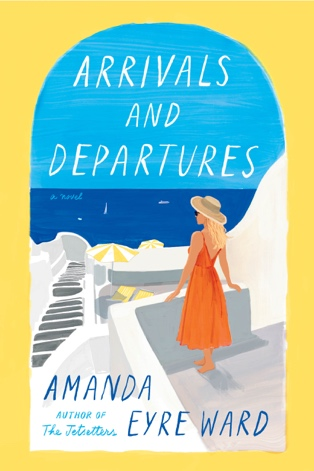 ARRIVALS
AND
DEPARTURES
a novel
AMANDA
AUTHOR OF
The Jetsetters
EYRE WARD